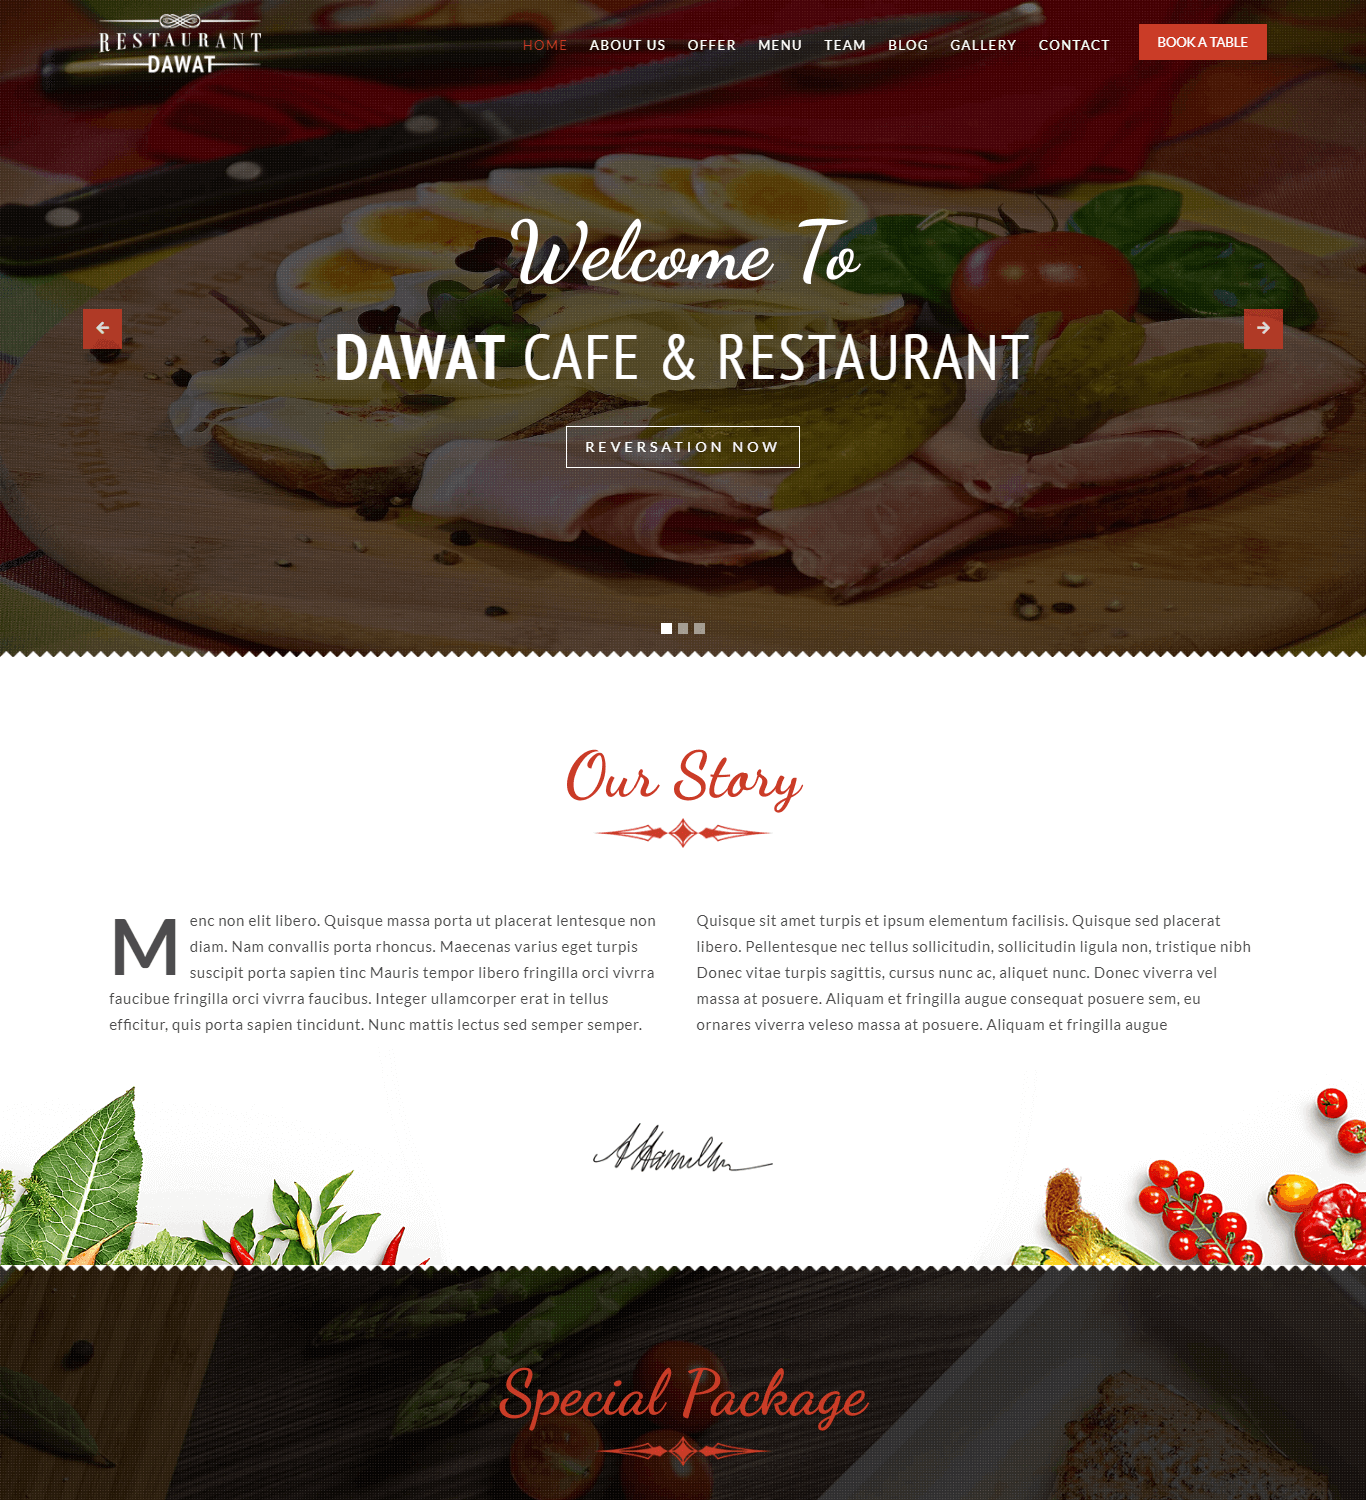 RESTAURANT
DAWAT
HOME ABOUT US OFFER MENU TEAM BLOG GALLERY CONTACT BOOK A TABLE
Welcome To
DAWAT CAFE & RESTAURANT
REVERSATION NOW
Our Story
Menc non elit libero. Quisque massa porta ut placerat lentesque non
diam. Nam convallis porta rhoncus. Maecenas varius eget turpis
suscipit porta sapien tinc Mauris tempor libero fringilla orci vivrra
faucibue fringilla orci vivrra faucibus. Integer ullamcorper erat in tellus
efficitur, quis porta sapien tincidunt. Nunc mattis lectus sed semper semper.
Quisque sit amet turpis et ipsum elementum facilisis. Quisque sed placerat
libero. Pellentesque nec tellus sollicitudin, sollicitudin ligula non, tristique nibh
Donec vitae turpis sagittis, cursus nunc ac, aliquet nunc. Donec viverra vel
massa at posuere. Aliquam et fringilla augue consequat posuere sem, eu
ornares viverra veleso massa at posuere. Aliquam et fringilla augue
Special Package